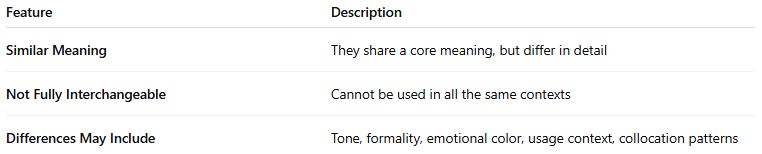 Feature Description
Similar Meaning They share a core meaning, but differ in detail
Not Fully Interchangeable Cannot be used in all the same contexts
Differences May Include Tone, formality, emotional color, usage context, collocation patterns